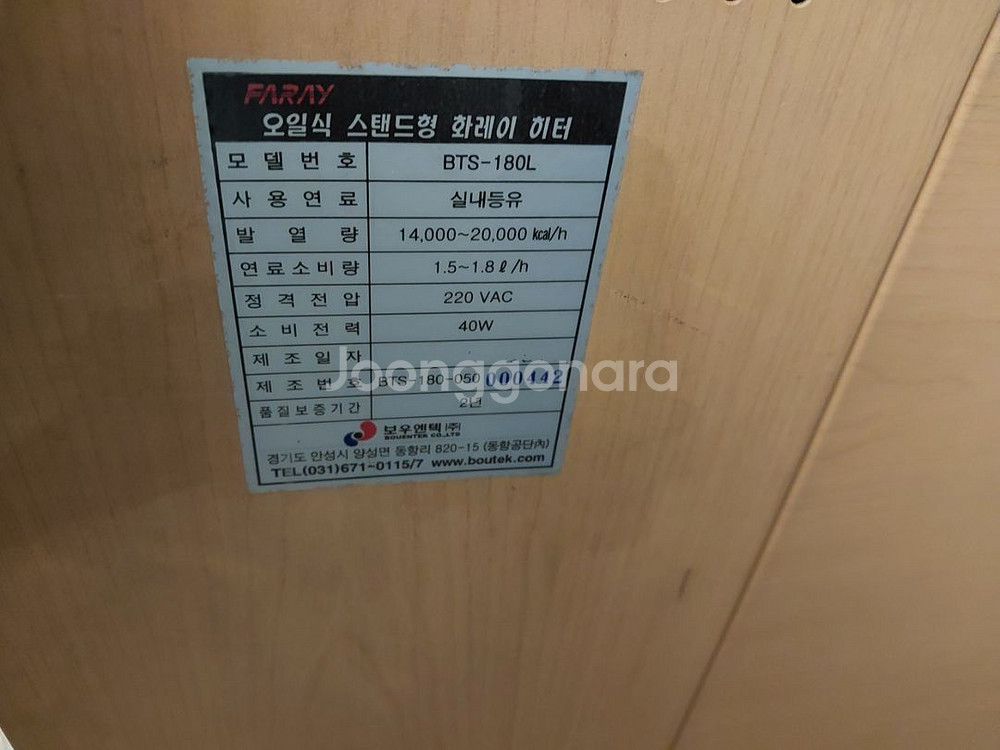 FARAY
오일식 스탠드형 화레이 히터
모델번호 BTS-180L
사용연료 실내등유
발열량 14,000~20,000 kcal/h
연료소비량 1.5~1.8ℓ/h
정격전압 220 VAC
소비전력 40W
제조일자
제조번호 BTS-180-050 000442
품질보증기간 2년
보우엔텍(주)
BOUENTEK CO.,LTD
경기도 안성시 양성면 동항리 820-15 (동항공단內)
TEL(031)671-0115/7 www.boutek.com
Joonggonara